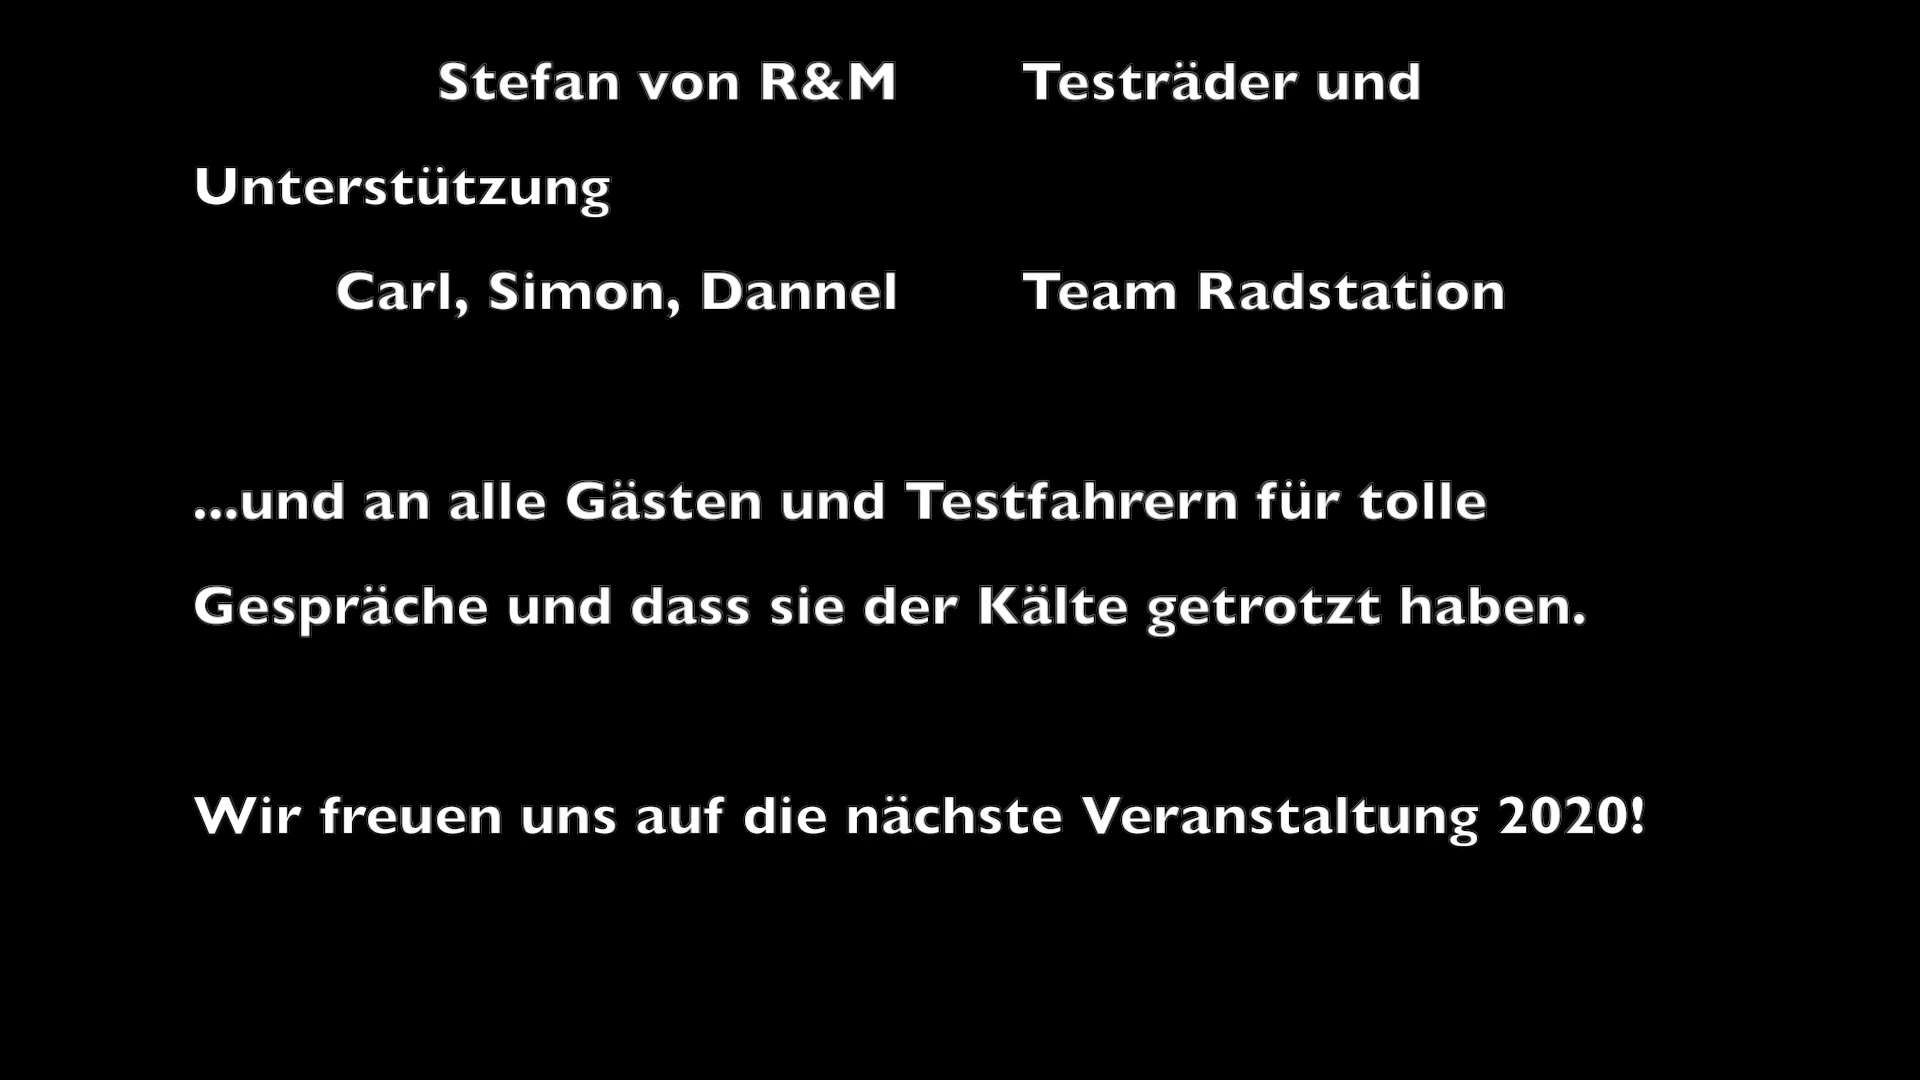 Stefan von R&M Testräder und
Unterstützung
Carl, Simon, Dannel Team Radstation
...und an alle Gästen und Testfahrern für tolle
Gespräche und dass sie der Kälte getrotzt haben.
Wir freuen uns auf die nächste Veranstaltung 2020!